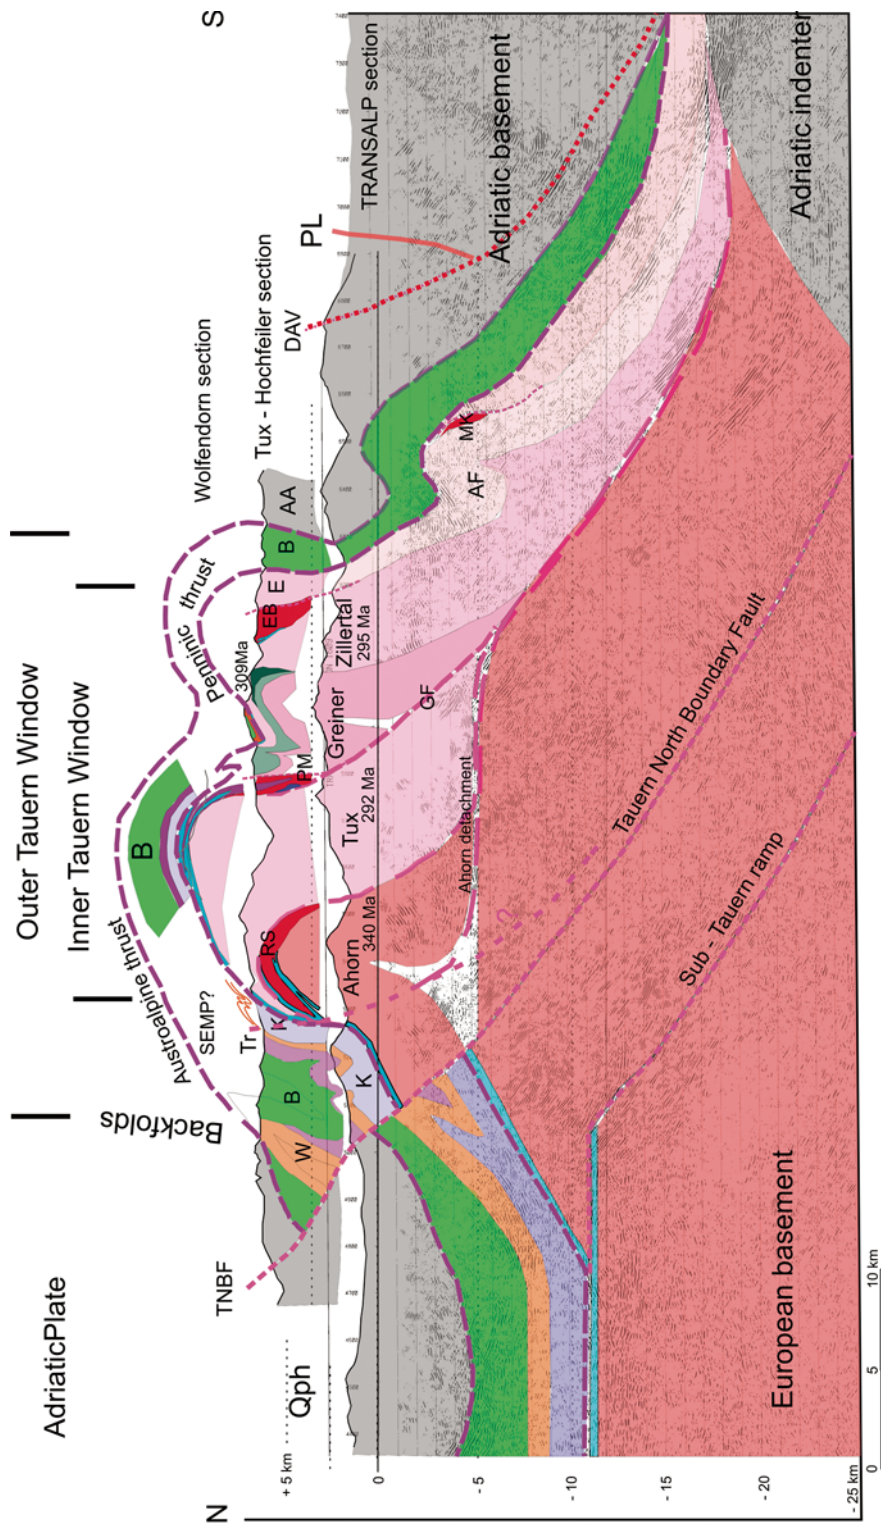 N
S
AdriaticPlate
Outer Tauern Window
Inner Tauern Window
Wolfendorn section
Tux - Hochfeiler section
TRANSALP section
Backfolds
Austroalpine thrust
SEMP?
Penninic thrust
TNBF
Tr
B
309Ma
DAV
PL
Qph
W
B
K
RS
PM
EB
E
B
AA
K
Ahorn
340 Ma
Tux
292 Ma
Greiner
Zillertal
295 Ma
GF
AF
MK
Ahorn detachment
?
Adriatic basement
Adriatic indenter
Tauern North Boundary Fault
Sub - Tauern ramp
European basement
+ 5 km
0
- 5
- 10
- 15
- 20
- 25 km
0
5
10 km